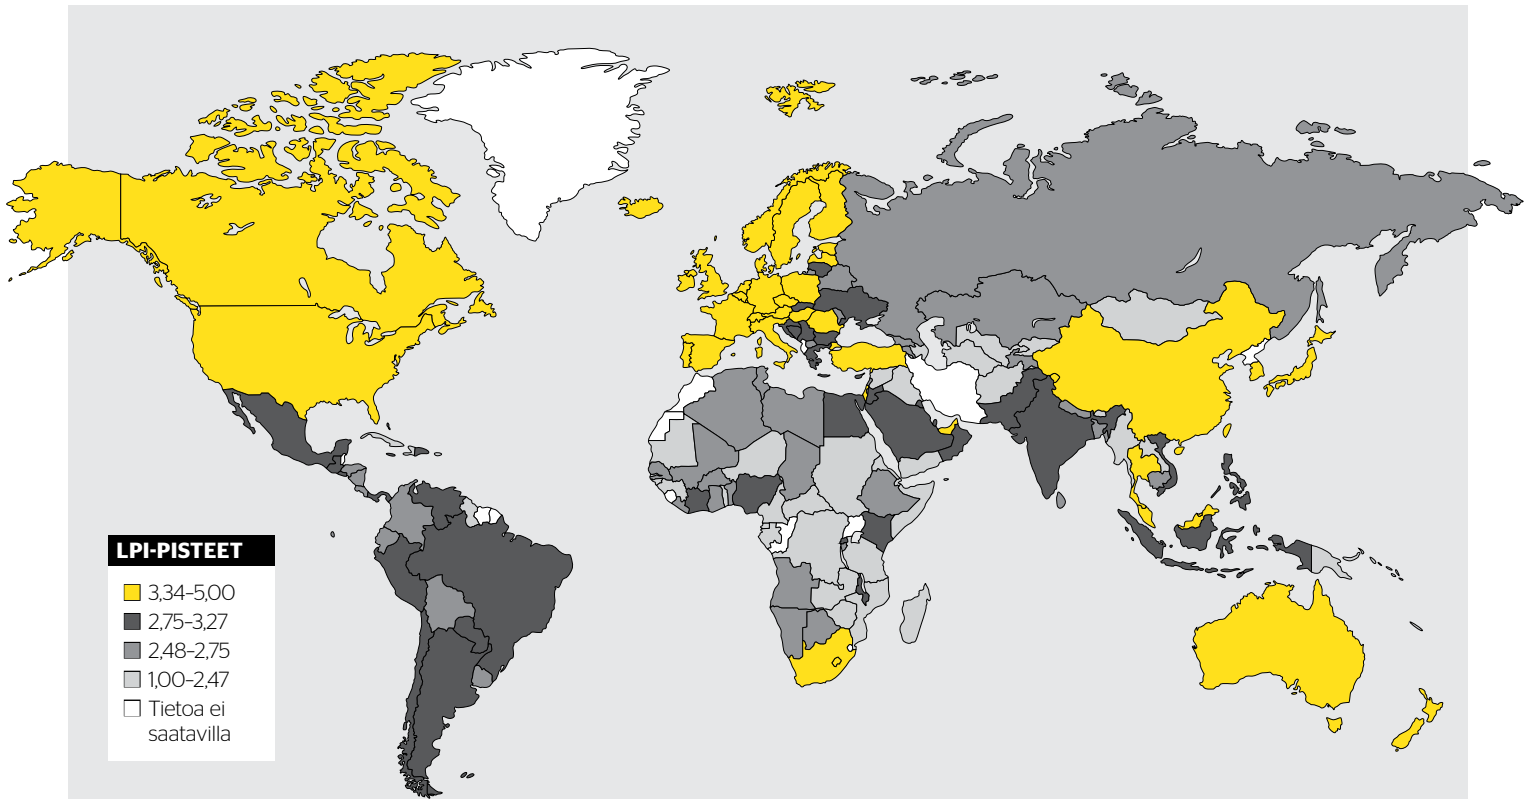 LPI-PISTEET
3,34–5,00
2,75–3,27
2,48–2,75
1,00–2,47
Tietoa ei
saatavilla